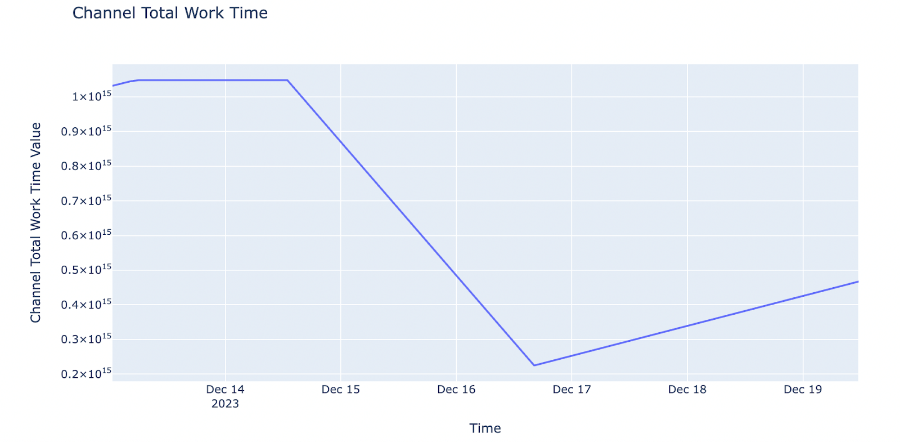 Channel Total Work Time
Channel Total Work Time Value
1×10¹⁵
0.9×10¹⁵
0.8×10¹⁵
0.7×10¹⁵
0.6×10¹⁵
0.5×10¹⁵
0.4×10¹⁵
0.3×10¹⁵
0.2×10¹⁵
Dec 14 Dec 15 Dec 16 Dec 17 Dec 18 Dec 19
2023
Time